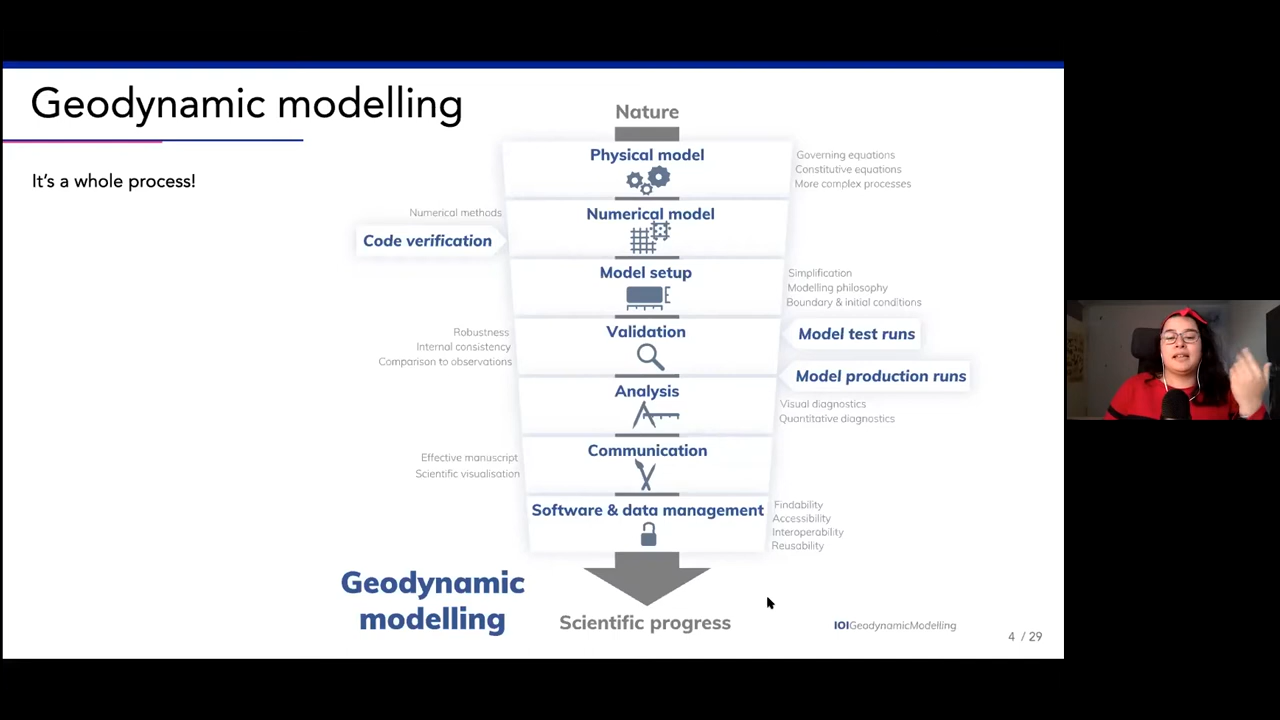 Geodynamic modelling
It's a whole process!
Nature
Physical model
Governing equations
Constitutive equations
More complex processes
Numerical methods
Numerical model
Code verification
Model setup
Simplification
Modelling philosophy
Boundary & initial conditions
Robustness
Internal consistency
Comparison to observations
Validation
Model test runs
Model production runs
Analysis
Visual diagnostics
Quantitative diagnostics
Communication
Effective manuscript
Scientific visualisation
Software & data management
Findability
Accessibility
Interoperability
Reusability
Geodynamic
modelling
Scientific progress
IOIGeodynamicModelling
4 / 29